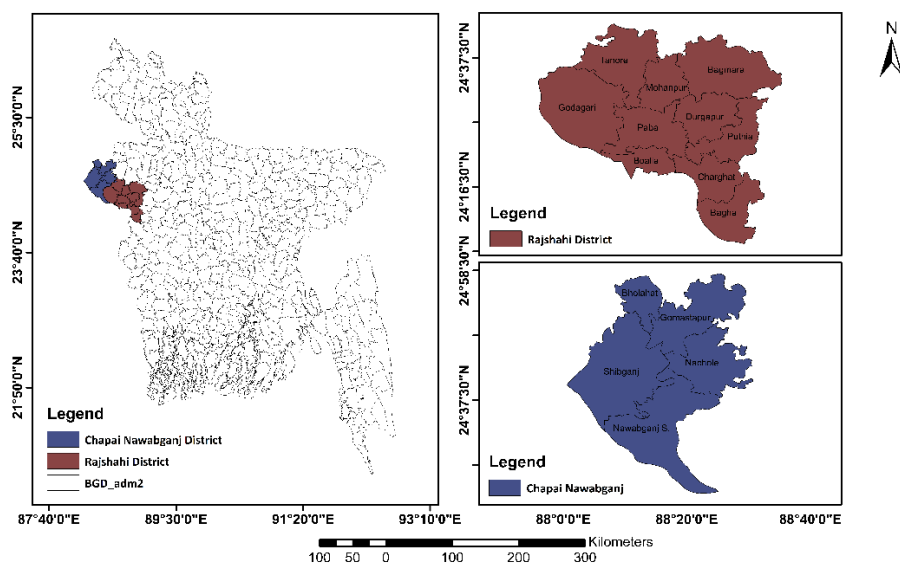 25°30'0"N
23°40'0"N
21°50'0"N
Legend
Chapai Nawabganj District
Rajshahi District
BGD_adm2
87°40'0"E 89°30'0"E 91°20'0"E 93°10'0"E
24°37'30"N
24°16'30"N
Tanore
Mohanpur
Bagmara
Godagari
Durgapur
Paba
Puthia
Boalia
Charghat
Bagha
Legend
Rajshahi District
N
24°58'30"N
24°37'30"N
Bholahat
Gomastapur
Nachole
Shibganj
Nawabganj S.
Legend
Chapai Nawabganj
88°0'0"E 88°20'0"E 88°40'0"E
Kilometers
100 50 0 100 200 300